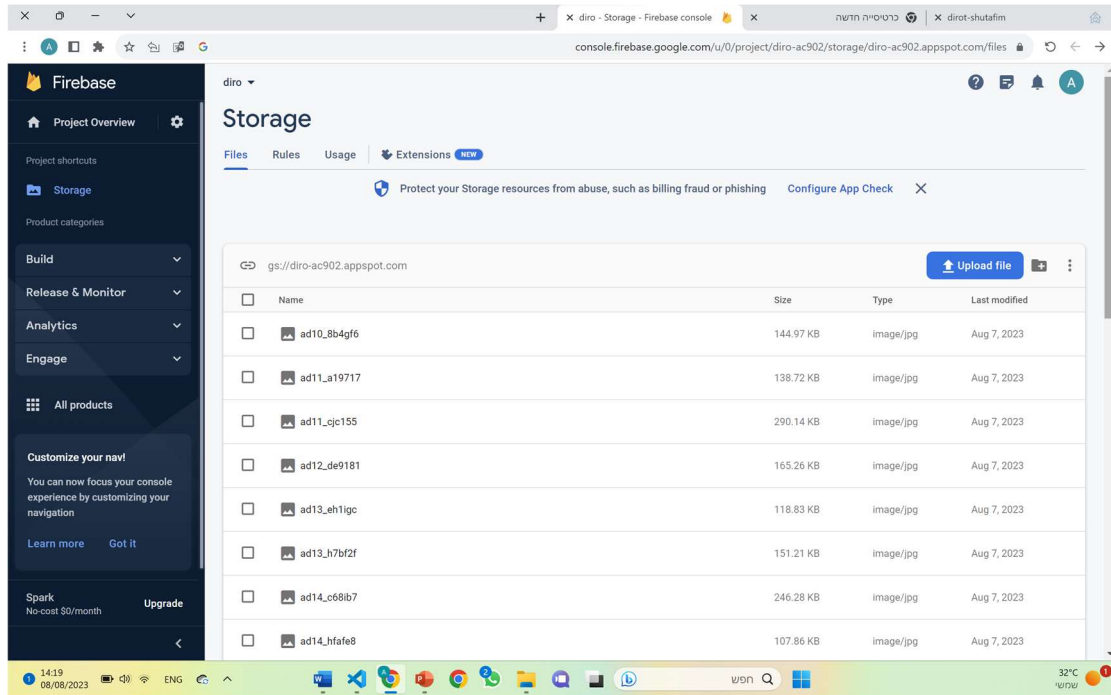 dirot-shutafim
כרטיסייה חדשה
diro - Storage - Firebase console
console.firebase.google.com/u/0/project/diro-ac902/storage/diro-ac902.appspot.com/files
A
G
Firebase
Project Overview
Project shortcuts
Storage
Product categories
Build
Release & Monitor
Analytics
Engage
All products
Customize your nav!
You can now focus your console
experience by customizing your
navigation
Learn more Got it
Spark
No-cost $0/month
Upgrade
diro
A
Storage
Files Rules Usage Extensions NEW
Protect your Storage resources from abuse, such as billing fraud or phishing Configure App Check
gs://diro-ac902.appspot.com
Upload file
Name Size Type Last modified
ad10_8b4gf6 144.97 KB image/jpg Aug 7, 2023
ad11_a19717 138.72 KB image/jpg Aug 7, 2023
ad11_cjc155 290.14 KB image/jpg Aug 7, 2023
ad12_de9181 165.26 KB image/jpg Aug 7, 2023
ad13_eh1igc 118.83 KB image/jpg Aug 7, 2023
ad13_h7bf2f 151.21 KB image/jpg Aug 7, 2023
ad14_c68ib7 246.28 KB image/jpg Aug 7, 2023
ad14_hfafe8 107.86 KB image/jpg Aug 7, 2023
1
14:19
08/08/2023
ENG
A
2
חפש
32°C
שמשי
1